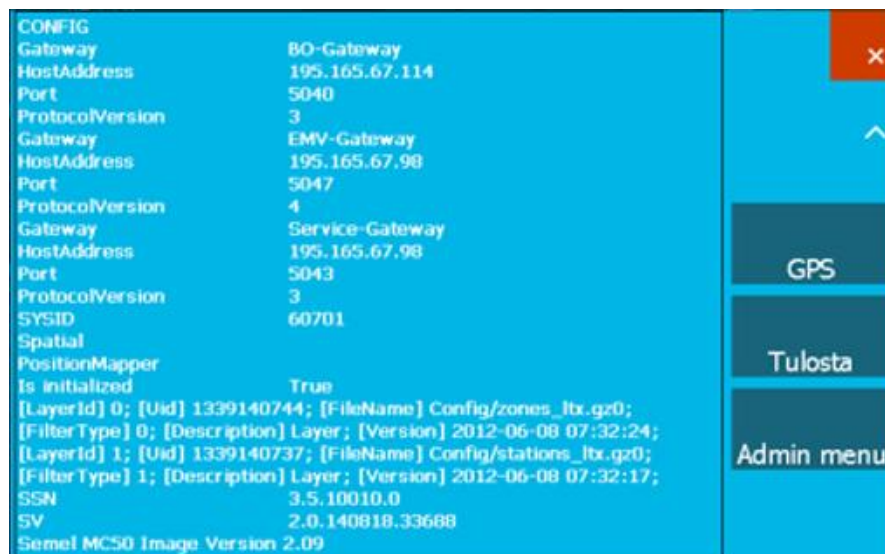 CONFIG
Gateway BO-Gateway
HostAddress 195.165.67.114
Port 5040
ProtocolVersion 3
Gateway EMV-Gateway
HostAddress 195.165.67.98
Port 5047
ProtocolVersion 4
Gateway Service-Gateway
HostAddress 195.165.67.98
Port 5043
ProtocolVersion 3
SYSID 60701
Spatial
PositionMapper
Is initialized True
[LayerId] 0; [Uid] 1339140744; [FileName] Config/zones_ltx.gz0;
[FilterType] 0; [Description] Layer; [Version] 2012-06-08 07:32:24;
[LayerId] 1; [Uid] 1339140737; [FileName] Config/stations_ltx.gz0;
[FilterType] 1; [Description] Layer; [Version] 2012-06-08 07:32:17;
SSN 3.5.10010.0
SV 2.0.140818.33688
Semel MC50 Image Version 2.09
×
GPS
Tulosta
Admin menu